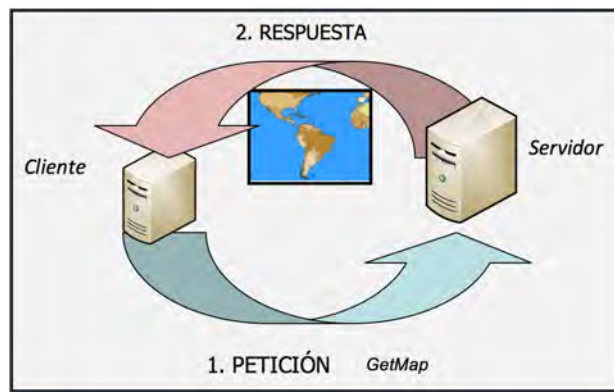 2. RESPUESTA
Cliente
Servidor
1. PETICIÓN GetMap